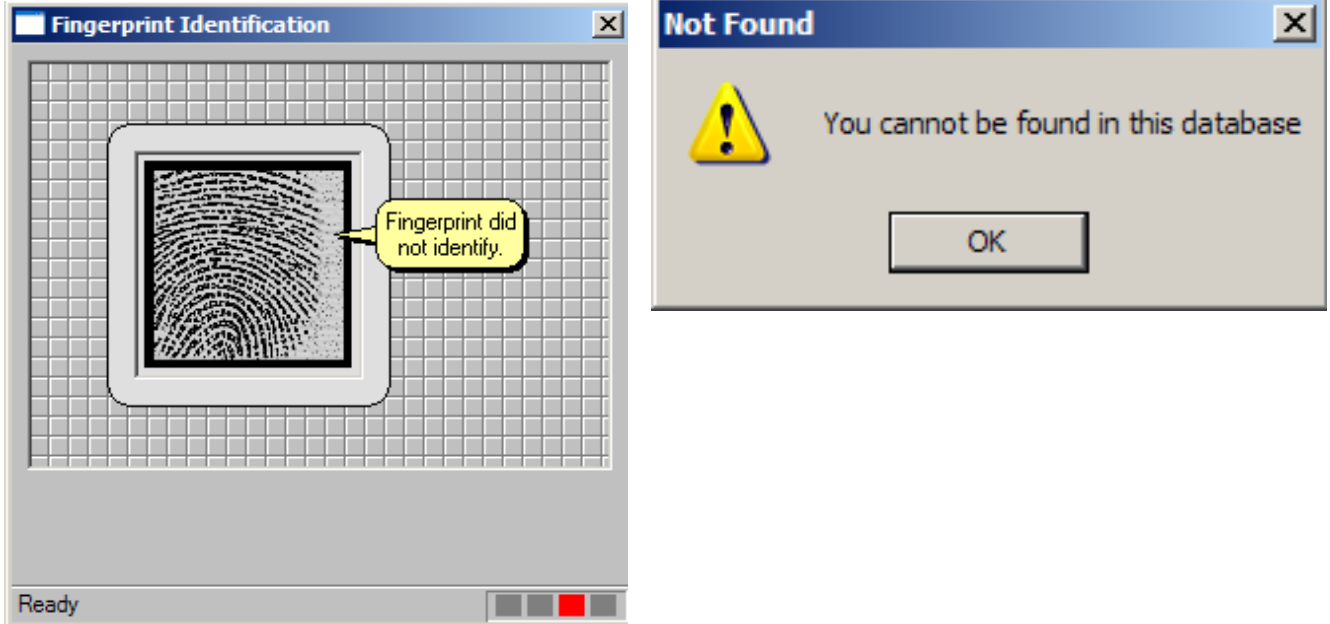 Fingerprint Identification
Fingerprint did
not identify.
Ready
Not Found
You cannot be found in this database
OK